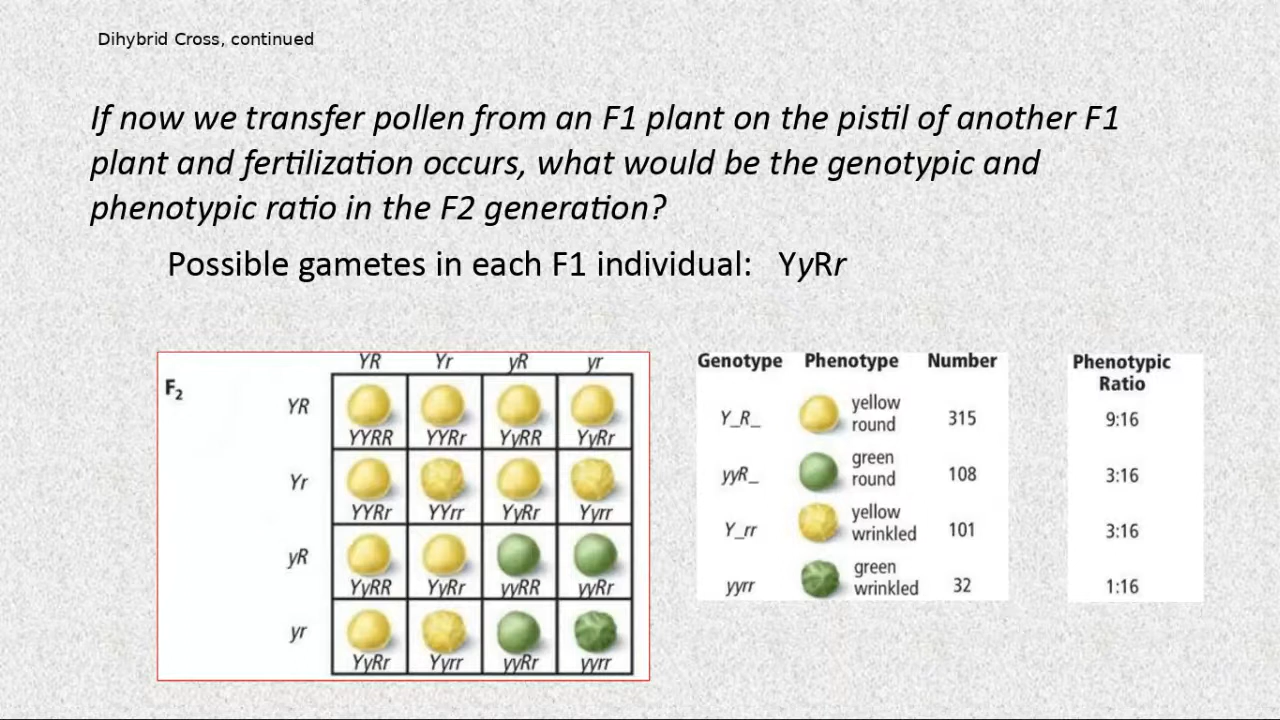 Dihybrid Cross, continued
If now we transfer pollen from an F1 plant on the pistil of another F1
plant and fertilization occurs, what would be the genotypic and
phenotypic ratio in the F2 generation?
Possible gametes in each F1 individual: YyRr
F₂
YR Yr yR yr
YR
YYRR YYRr YyRR YyRr
Yr
YYRr YYrr YyRr Yyrr
yR
YyRR YyRr yyRR yyRr
yr
YyRr Yyrr yyRr yyrr
Genotype Phenotype Number
Y_R_ yellow round 315
yyR_ green round 108
Y_rr yellow wrinkled 101
yyrr green wrinkled 32
Phenotypic
Ratio
9:16
3:16
3:16
1:16